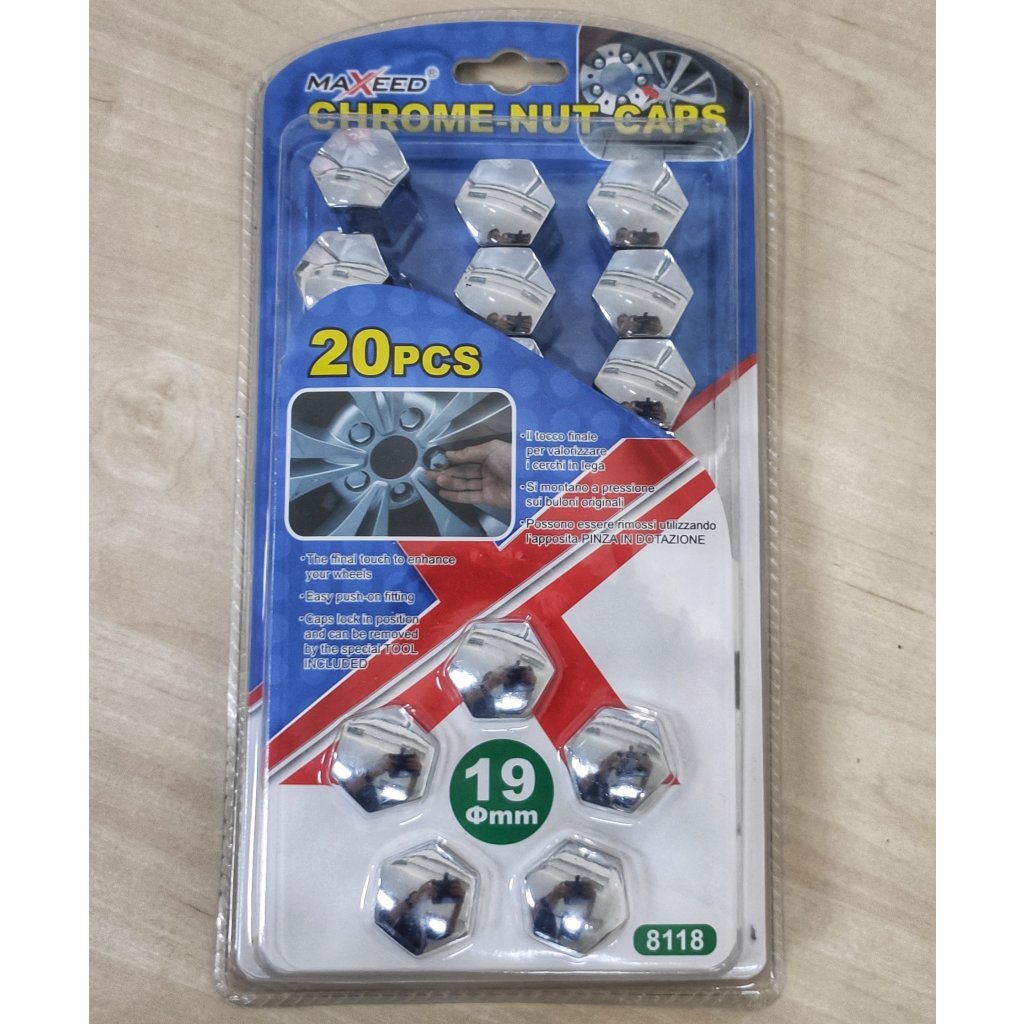 MAXEED®
CHROME NUT CAPS
20PCS
•Il tocco finale
per valorizzare
i cerchi in lega
•Si montano a pressione
sui buloni originali
•Possono essere rimossi utilizzando
l'apposita PINZA IN DOTAZIONE
•The ffinal touch to enhance
your wheels
•Easy push-on fitting
•Caps lock in position
and can be removed
by the special TOOL
INCLUDED
19
Φmm
8118